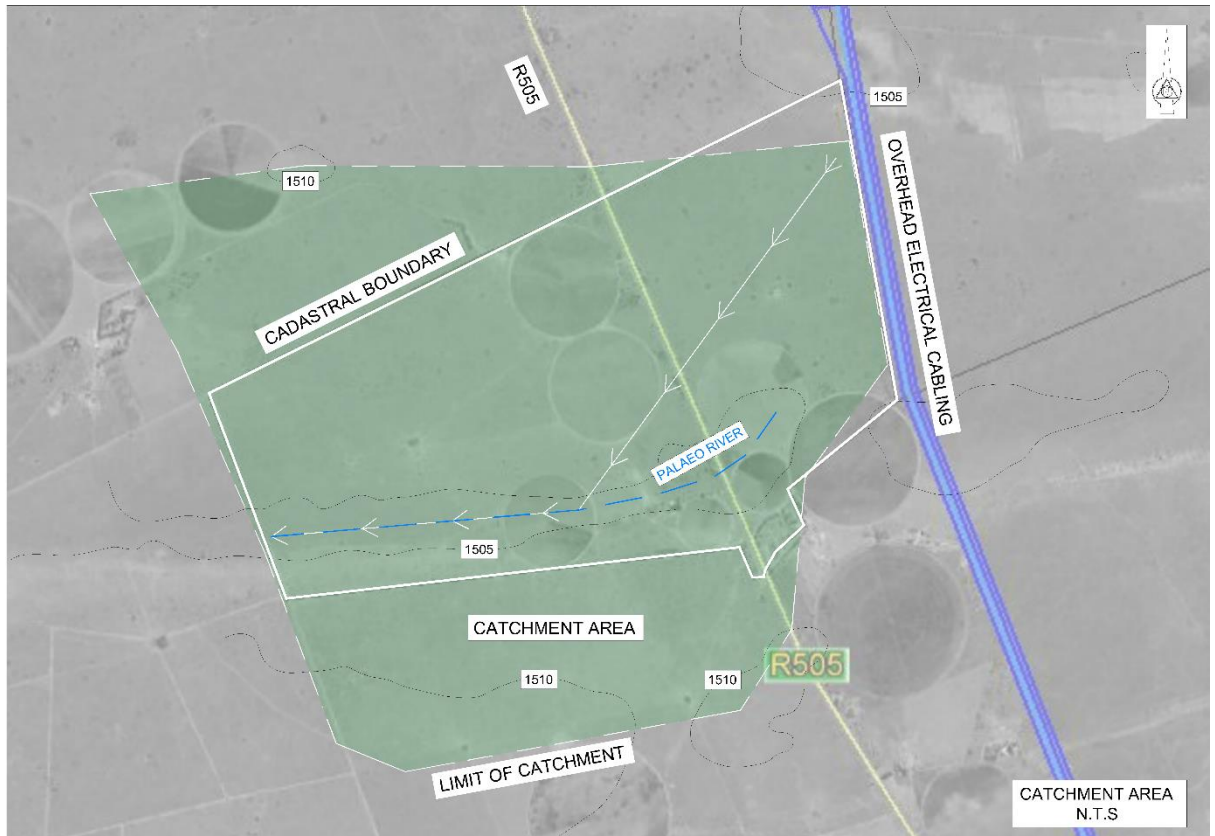 R505
1505
1510
OVERHEAD ELECTRICAL CABLING
CADASTRAL BOUNDARY
PALAEO RIVER
1505
CATCHMENT AREA
R505
1510
1510
LIMIT OF CATCHMENT
CATCHMENT AREA
N.T.S